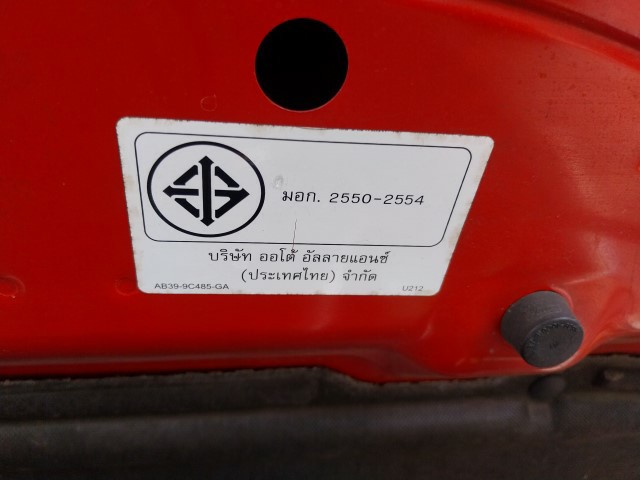 มอก. 2550-2554
บริษัท ออโต้ อัลลายแอนซ์
(ประเทศไทย) จำกัด
AB39-9C485-GA U212